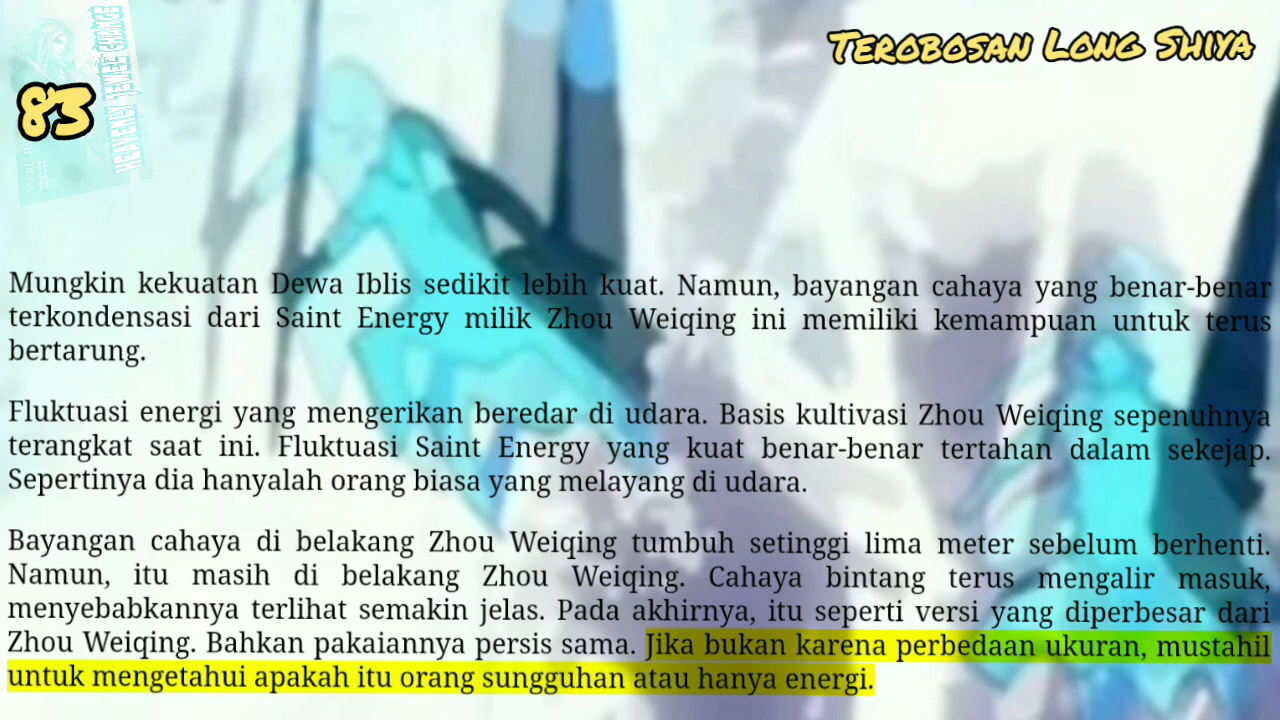 Terobosan Long Shiya
83
HEAVENLY JEWEL CHANGE
Mungkin kekuatan Dewa Iblis sedikit lebih kuat. Namun, bayangan cahaya yang benar-benar
terkondensasi dari Saint Energy milik Zhou Weiqing ini memiliki kemampuan untuk terus
bertarung.
Fluktuasi energi yang mengerikan beredar di udara. Basis kultivasi Zhou Weiqing sepenuhnya
terangkat saat ini. Fluktuasi Saint Energy yang kuat benar-benar tertahan dalam sekejap.
Sepertinya dia hanyalah orang biasa yang melayang di udara.
Bayangan cahaya di belakang Zhou Weiqing tumbuh setinggi lima meter sebelum berhenti.
Namun, itu masih di belakang Zhou Weiqing. Cahaya bintang terus mengalir masuk,
menyebabkannya terlihat semakin jelas. Pada akhirnya, itu seperti versi yang diperbesar dari
Zhou Weiqing. Bahkan pakaiannya persis sama. Jika bukan karena perbedaan ukuran, mustahil
untuk mengetahui apakah itu orang sungguhan atau hanya energi.